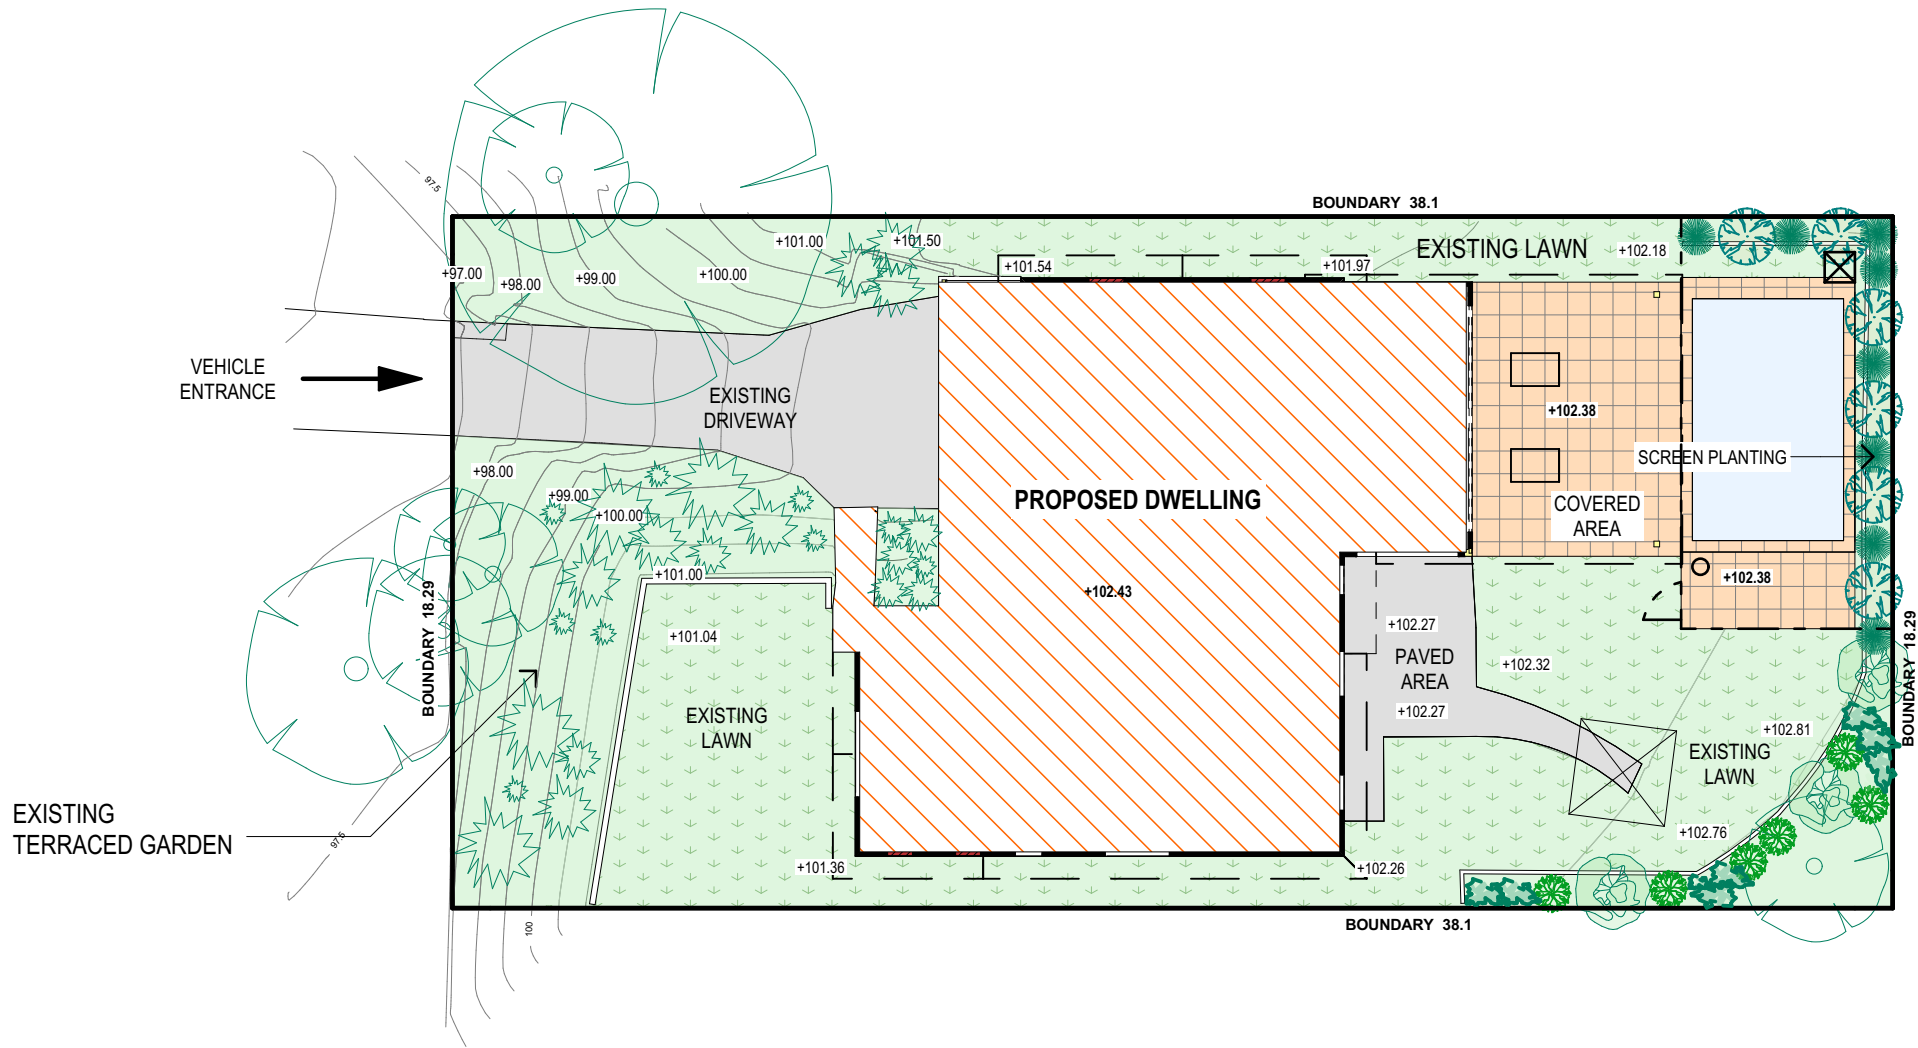 97.5
BOUNDARY 38.1
+101.00
+101.50
EXISTING LAWN
+102.18
+97.00
+98.00
+99.00
+100.00
+101.54
+101.97
VEHICLE
ENTRANCE
EXISTING
DRIVEWAY
+102.38
SCREEN PLANTING
+98.00
+99.00
+100.00
PROPOSED DWELLING
COVERED
AREA
+101.00
+102.43
+102.38
BOUNDARY 18.29
+101.04
+102.27
PAVED
AREA
+102.32
+102.27
BOUNDARY 18.29
EXISTING
LAWN
+102.81
EXISTING
LAWN
EXISTING
TERRACED GARDEN
97.5
+102.76
+101.36
+102.26
100
BOUNDARY 38.1